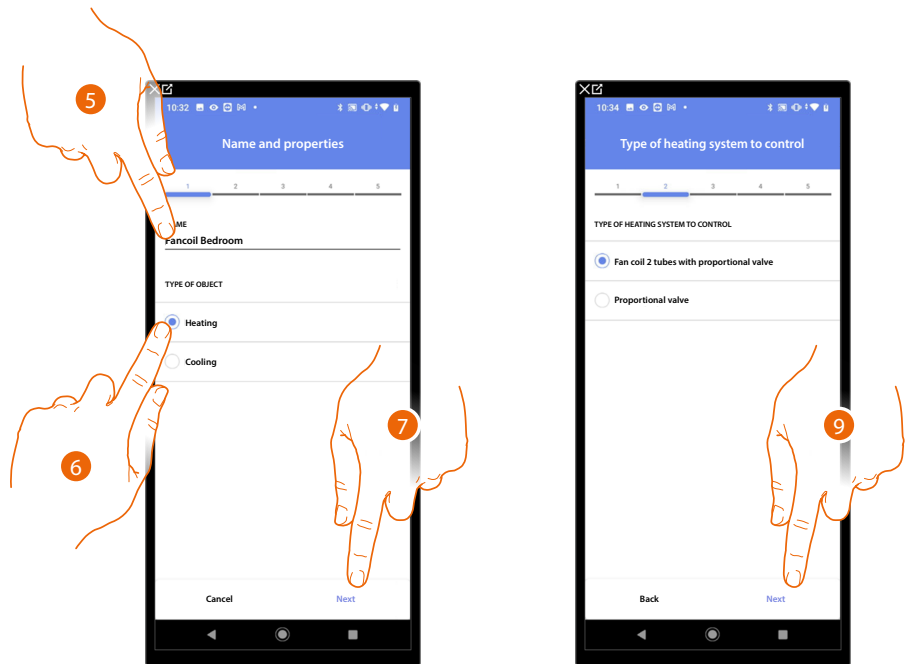 5
10:32
Name and properties
1 2 3 4 5
ME
Fancoil Bedroom
TYPE OF OBJECT
Heating
Cooling
6
7
Cancel Next
10:34
Type of heating system to control
1 2 3 4 5
TYPE OF HEATING SYSTEM TO CONTROL
Fan coil 2 tubes with proportional valve
Proportional valve
9
Back Next